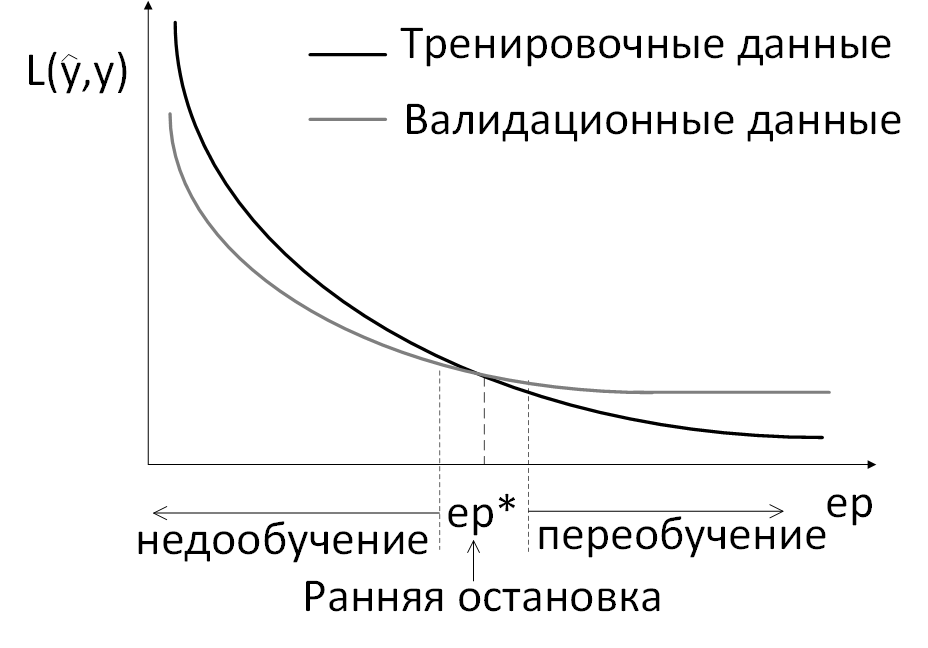 L(ŷ,y)
Тренировочные данные
Валидационные данные
ep
ep*
недообучение
переобучение
Ранняя остановка